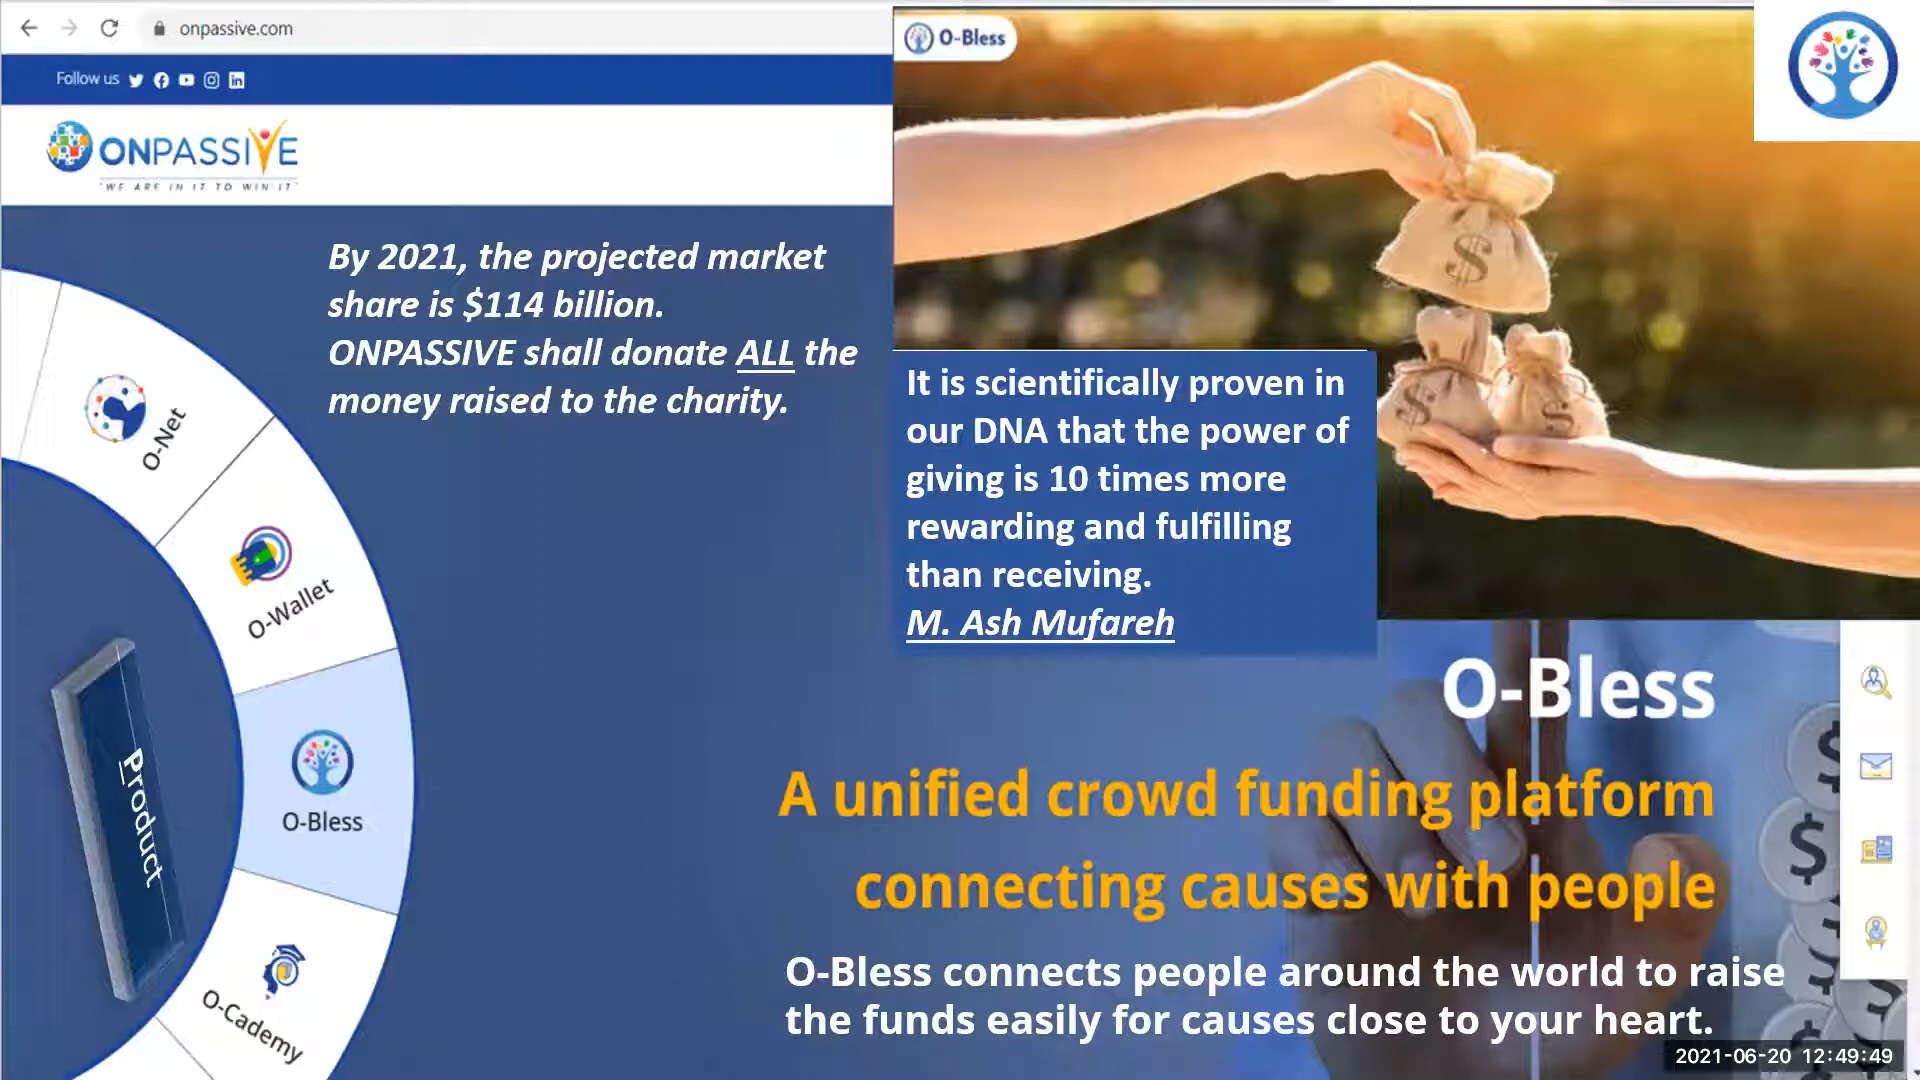 onpassive.com
Follow us
ONPASSIVE
"WE ARE IN IT TO WIN IT"
By 2021, the projected market
share is $114 billion.
ONPASSIVE shall donate ALL the
money raised to the charity.
O-Net
O-Wallet
O-Bless
O-Cademy
Product
O-Bless
$
$
$
It is scientifically proven in
our DNA that the power of
giving is 10 times more
rewarding and fulfilling
than receiving.
M. Ash Mufareh
O-Bless
A unified crowd funding platform
connecting causes with people
O-Bless connects people around the world to raise
the funds easily for causes close to your heart.
$
$
$
$
2021-06-20 12:49:49